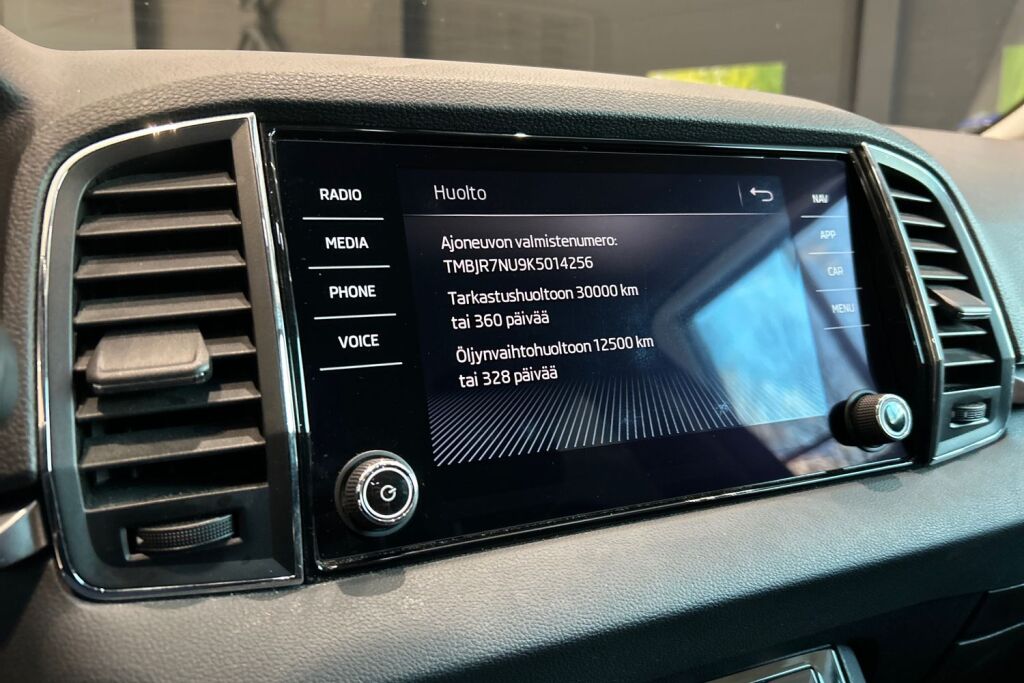 RADIO
MEDIA
PHONE
VOICE
Huolto
Ajoneuvon valmistenumero:
TMBJR7NU9K5014256
Tarkastushuoltoon 30000 km
tai 360 päivää
Öljynvaihtohuoltoon 12500 km
tai 328 päivää
NAV
APP
CAR
MENU